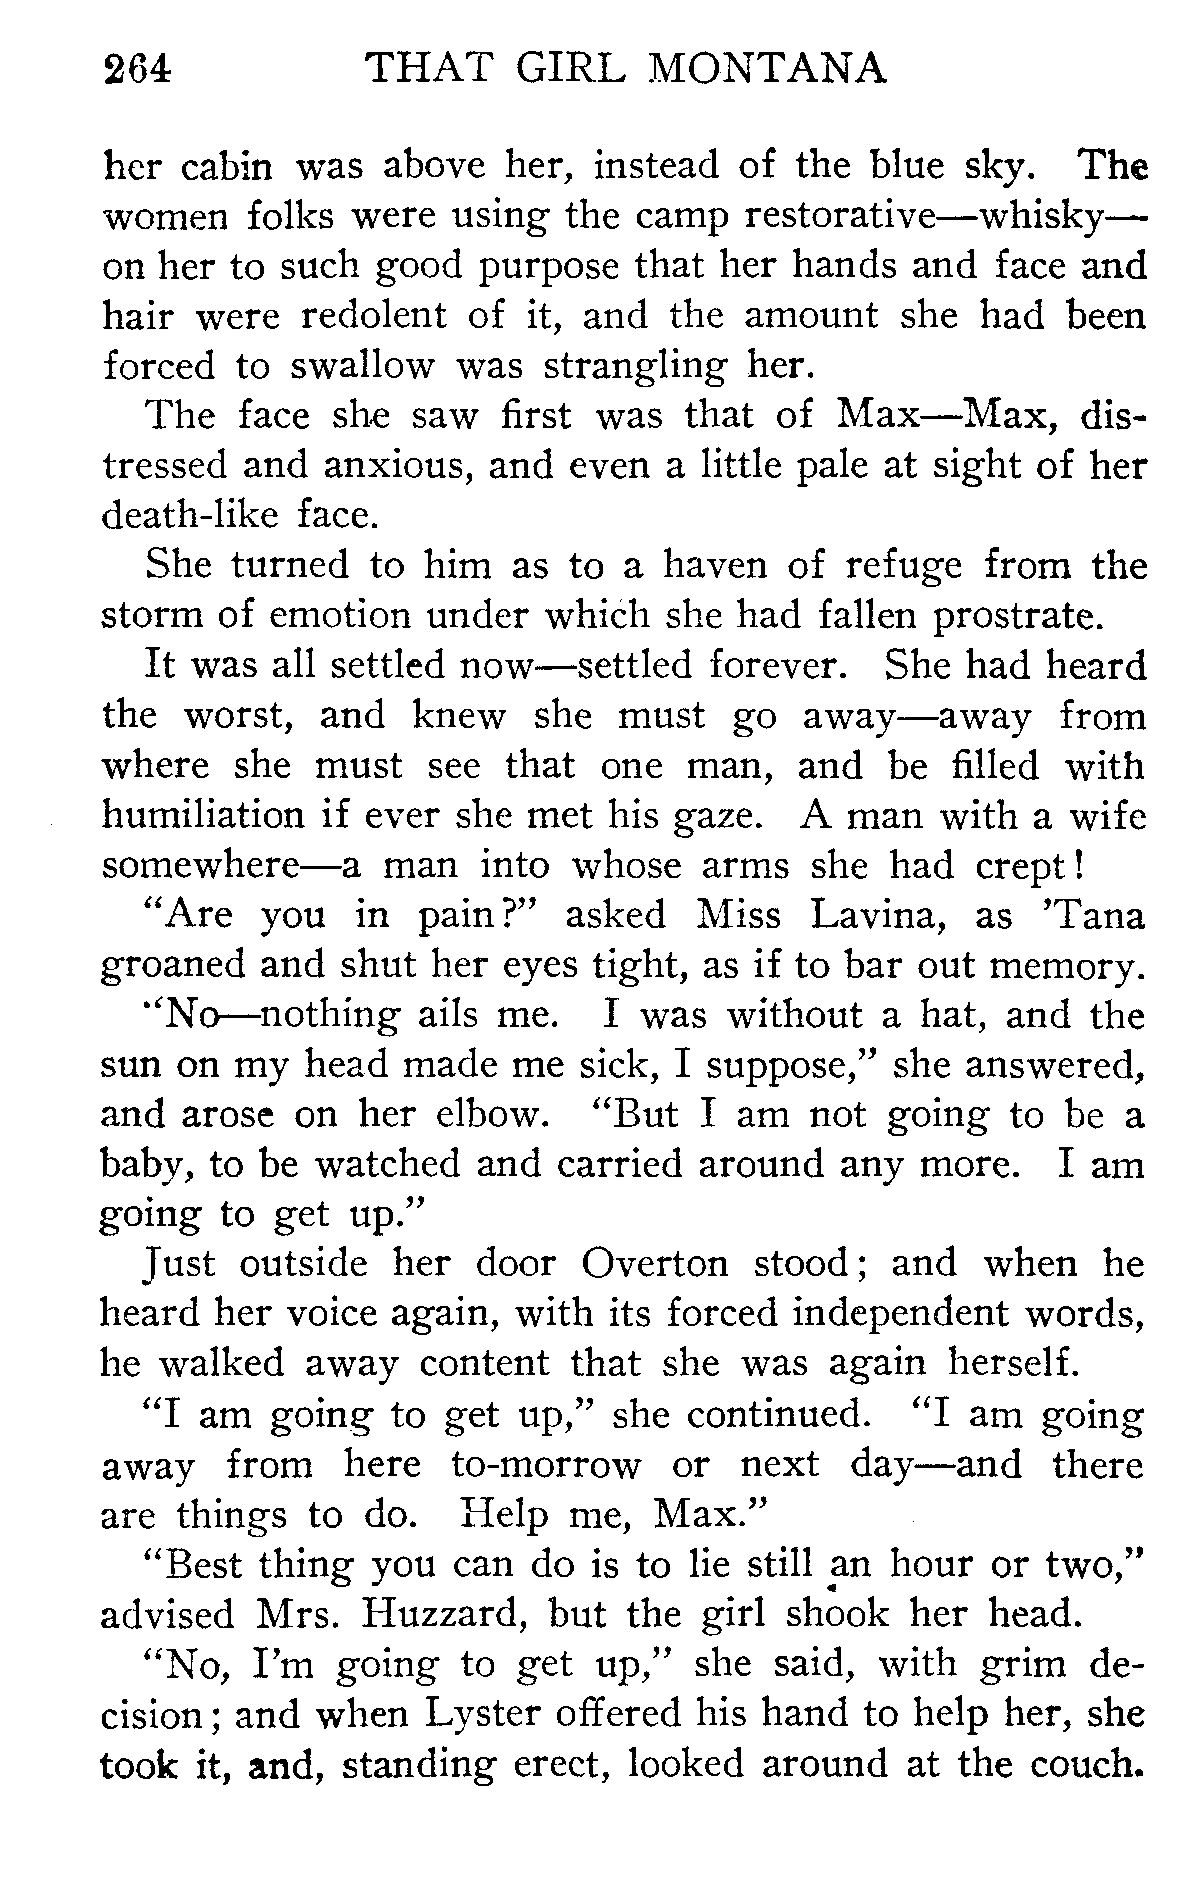 264 THAT GIRL MONTANA
her cabin was above her, instead of the blue sky. The
women folks were using the camp restorative—whisky—
on her to such good purpose that her hands and face and
hair were redolent of it, and the amount she had been
forced to swallow was strangling her.
The face she saw first was that of Max—Max, dis-
tressed and anxious, and even a little pale at sight of her
death-like face.
She turned to him as to a haven of refuge from the
storm of emotion under which she had fallen prostrate.
It was all settled now—settled forever. She had heard
the worst, and knew she must go away—away from
where she must see that one man, and be filled with
humiliation if ever she met his gaze. A man with a wife
somewhere—a man into whose arms she had crept!
“Are you in pain?” asked Miss Lavina, as ’Tana
groaned and shut her eyes tight, as if to bar out memory.
“No—nothing ails me. I was without a hat, and the
sun on my head made me sick, I suppose,” she answered,
and arose on her elbow. “But I am not going to be a
baby, to be watched and carried around any more. I am
going to get up.”
Just outside her door Overton stood; and when he
heard her voice again, with its forced independent words,
he walked away content that she was again herself.
“I am going to get up,” she continued. “I am going
away from here to-morrow or next day—and there
are things to do. Help me, Max.”
“Best thing you can do is to lie still an hour or two,”
advised Mrs. Huzzard, but the girl shook her head.
“No, I’m going to get up,” she said, with grim de-
cision; and when Lyster offered his hand to help her, she
took it, and, standing erect, looked around at the couch.